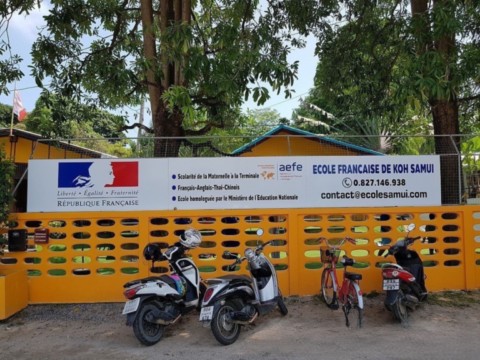 Liberté • Égalité • Fraternité
RÉPUBLIQUE FRANÇAISE
Scolarité de la Maternelle à la Terminale
Français-Anglais-Thaï-Chinois
Ecole homologuée par le Ministère de l'Education Nationale
aefe
ECOLE FRANCAISE DE KOH SAMUI
0.827.146.938
contact@ecolesamui.com